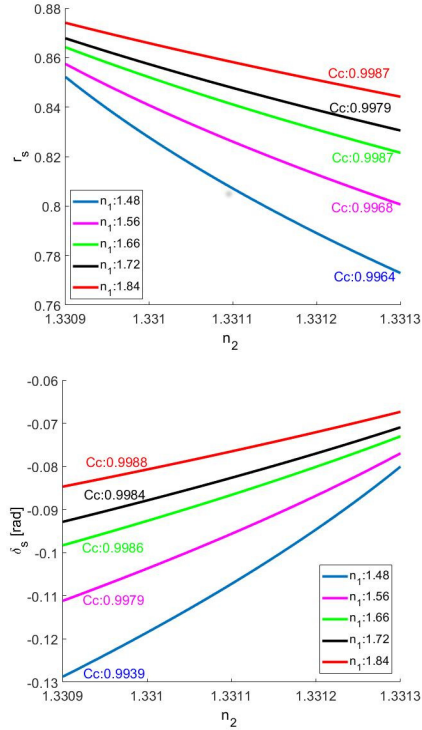 0.88
0.86
0.84
0.82
0.8
0.78
0.76
r_s
Cc:0.9987
Cc:0.9979
Cc:0.9987
Cc:0.9968
Cc:0.9964
n_1:1.48
n_1:1.56
n_1:1.66
n_1:1.72
n_1:1.84
1.3309
1.331
1.3311
1.3312
1.3313
n_2
-0.06
-0.07
-0.08
-0.09
-0.1
-0.11
-0.12
-0.13
δ_s [rad]
Cc:0.9988
Cc:0.9984
Cc:0.9986
Cc:0.9979
Cc:0.9939
n_1:1.48
n_1:1.56
n_1:1.66
n_1:1.72
n_1:1.84
1.3309
1.331
1.3311
1.3312
1.3313
n_2